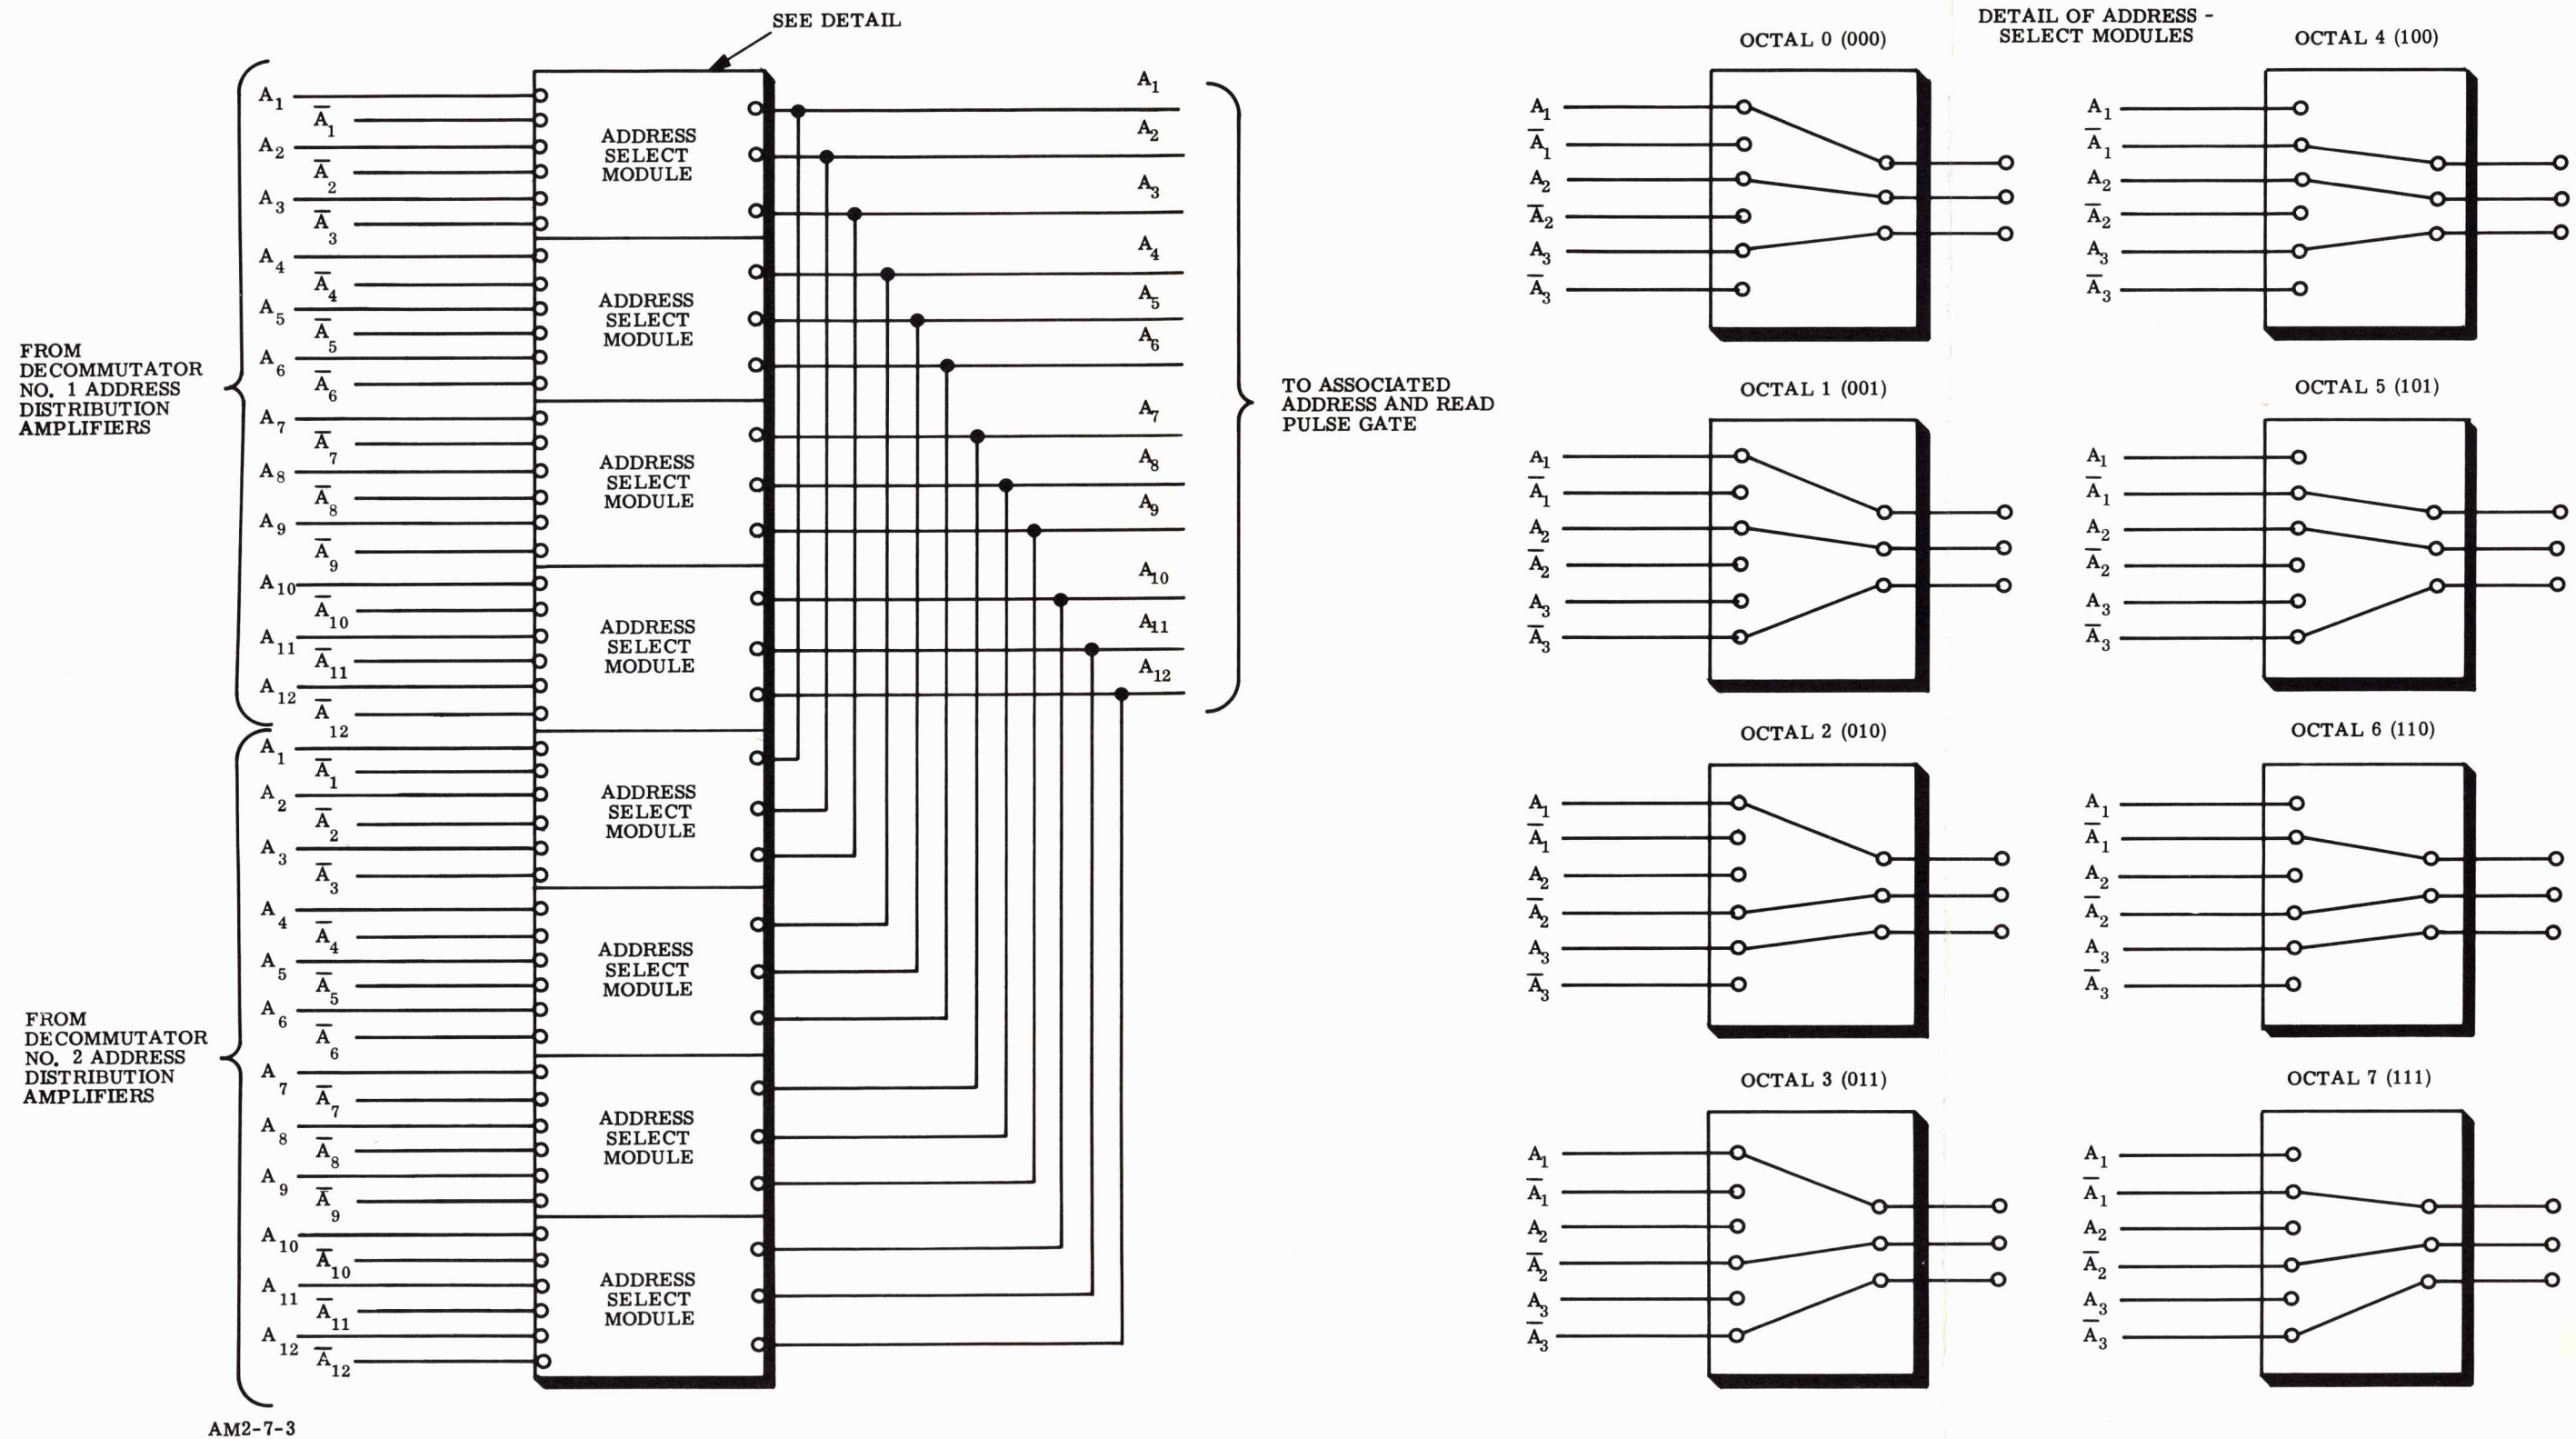 SEE DETAIL
FROM
DECOMMUTATOR
NO. 1 ADDRESS
DISTRIBUTION
AMPLIFIERS
A1
A̅1
A2
A̅2
A3
A̅3
A4
A̅4
A5
A̅5
A6
A̅6
A7
A̅7
A8
A̅8
A9
A̅9
A10
A̅10
A11
A̅11
A12
A̅12
FROM
DECOMMUTATOR
NO. 2 ADDRESS
DISTRIBUTION
AMPLIFIERS
A1
A̅1
A2
A̅2
A3
A̅3
A4
A̅4
A5
A̅5
A6
A̅6
A7
A̅7
A8
A̅8
A9
A̅9
A10
A̅10
A11
A̅11
A12
A̅12
ADDRESS
SELECT
MODULE
ADDRESS
SELECT
MODULE
ADDRESS
SELECT
MODULE
ADDRESS
SELECT
MODULE
ADDRESS
SELECT
MODULE
ADDRESS
SELECT
MODULE
ADDRESS
SELECT
MODULE
ADDRESS
SELECT
MODULE
A1
A2
A3
A4
A5
A6
A7
A8
A9
A10
A11
A12
TO ASSOCIATED
ADDRESS AND READ
PULSE GATE
AM2-7-3
DETAIL OF ADDRESS -
SELECT MODULES
OCTAL 0 (000)
A1
A̅1
A2
A̅2
A3
A̅3
OCTAL 1 (001)
A1
A̅1
A2
A̅2
A3
A̅3
OCTAL 2 (010)
A1
A̅1
A2
A̅2
A3
A̅3
OCTAL 3 (011)
A1
A̅1
A2
A̅2
A3
A̅3
OCTAL 4 (100)
A1
A̅1
A2
A̅2
A3
A̅3
OCTAL 5 (101)
A1
A̅1
A2
A̅2
A3
A̅3
OCTAL 6 (110)
A1
A̅1
A2
A̅2
A3
A̅3
OCTAL 7 (111)
A1
A̅1
A2
A̅2
A3
A̅3